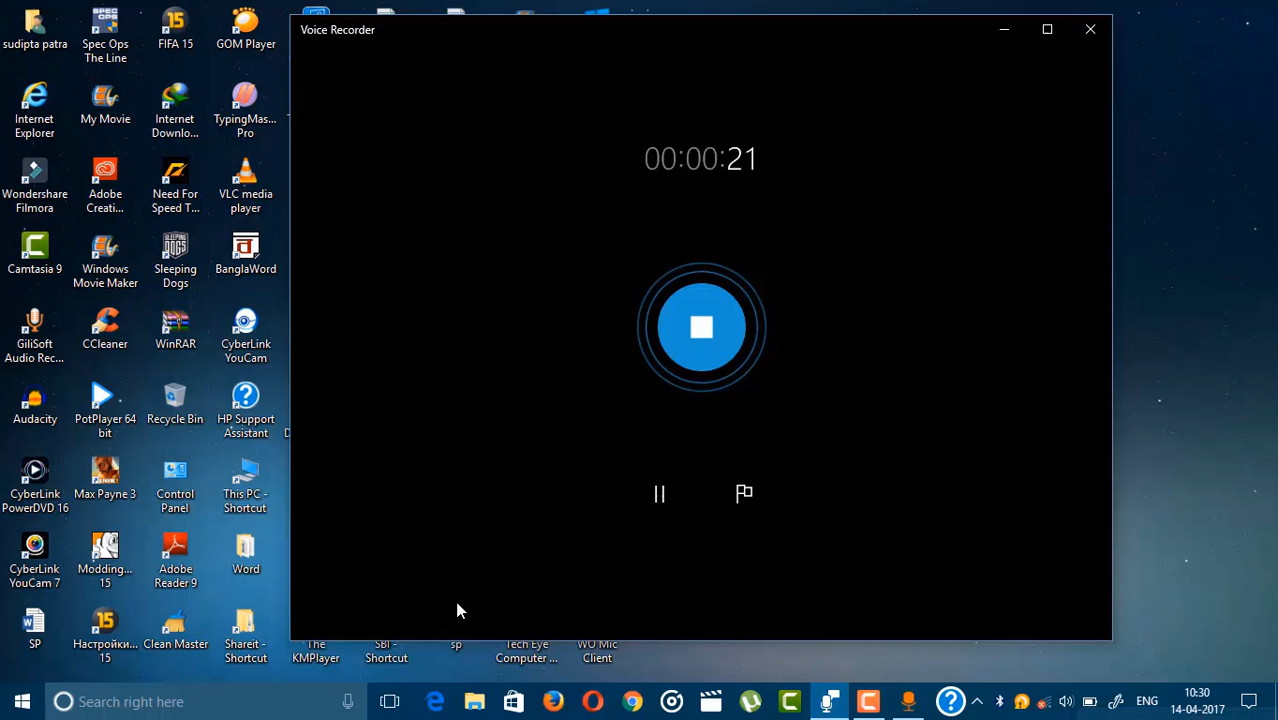 Voice Recorder
00:00:21
sudipta patra
Spec Ops
The Line
FIFA 15
GOM Player
Internet
Explorer
My Movie
Internet
Downlo...
TypingMas...
Pro
Wondershare
Filmora
Adobe
Creati...
Need For
Speed T...
VLC media
player
Camtasia 9
Windows
Movie Maker
Sleeping
Dogs
BanglaWord
GiliSoft
Audio Rec...
CCleaner
WinRAR
CyberLink
YouCam
Audacity
PotPlayer 64
bit
Recycle Bin
HP Support
Assistant
CyberLink
PowerDVD 16
Max Payne 3
Control
Panel
This PC -
Shortcut
CyberLink
YouCam 7
Modding...
15
Adobe
Reader 9
Word
SP
Настройки...
15
Clean Master
Shareit -
Shortcut
The
KMPlayer
SBI -
Shortcut
sp
Tech Eye
Computer ...
WO Mic
Client
Search right here
ENG
10:30
14-04-2017